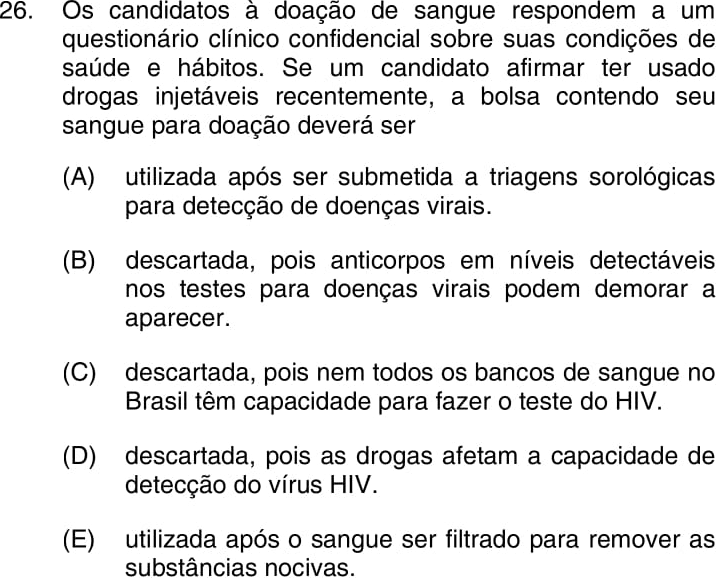 26. Os candidatos à doação de sangue respondem a um
questionário clínico confidencial sobre suas condições de
saúde e hábitos. Se um candidato afirmar ter usado
drogas injetáveis recentemente, a bolsa contendo seu
sangue para doação deverá ser
(A) utilizada após ser submetida a triagens sorológicas
para detecção de doenças virais.
(B) descartada, pois anticorpos em níveis detectáveis
nos testes para doenças virais podem demorar a
aparecer.
(C) descartada, pois nem todos os bancos de sangue no
Brasil têm capacidade para fazer o teste do HIV.
(D) descartada, pois as drogas afetam a capacidade de
detecção do vírus HIV.
(E) utilizada após o sangue ser filtrado para remover as
substâncias nocivas.